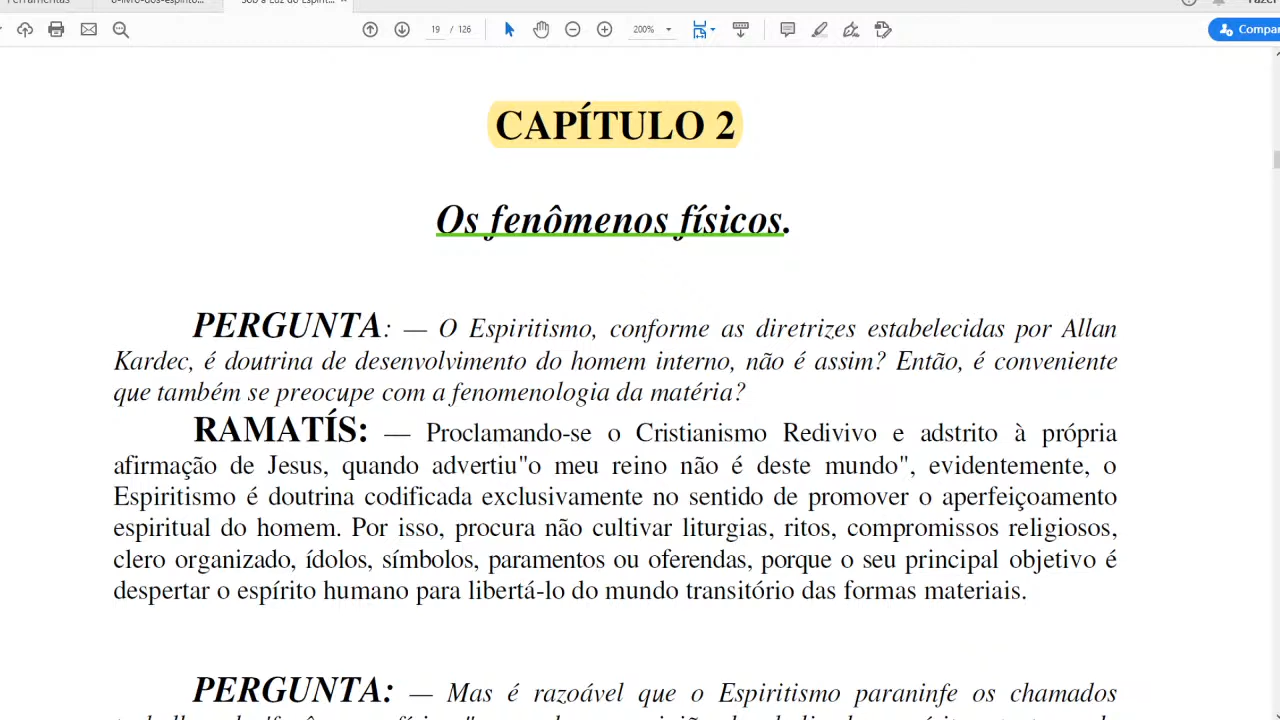 19 / 126
200%
Compar
CAPÍTULO 2
Os fenômenos físicos.
PERGUNTA: — O Espiritismo, conforme as diretrizes estabelecidas por Allan
Kardec, é doutrina de desenvolvimento do homem interno, não é assim? Então, é conveniente
que também se preocupe com a fenomenologia da matéria?
RAMATÍS: — Proclamando-se o Cristianismo Redivivo e adstrito à própria
afirmação de Jesus, quando advertiu"o meu reino não é deste mundo", evidentemente, o
Espiritismo é doutrina codificada exclusivamente no sentido de promover o aperfeiçoamento
espiritual do homem. Por isso, procura não cultivar liturgias, ritos, compromissos religiosos,
clero organizado, ídolos, símbolos, paramentos ou oferendas, porque o seu principal objetivo é
despertar o espírito humano para libertá-lo do mundo transitório das formas materiais.
PERGUNTA: — Mas é razoável que o Espiritismo paraninfe os chamados